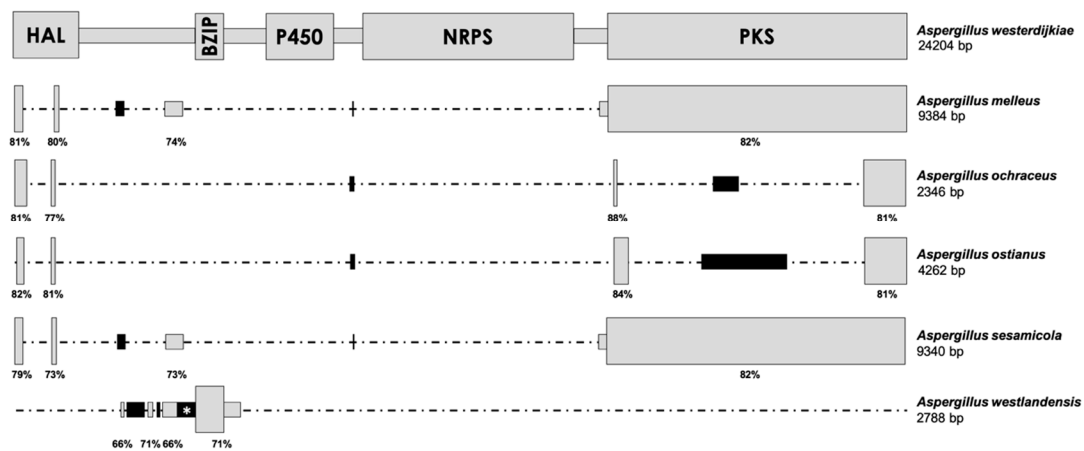 HAL
BZIP
P450
NRPS
PKS
Aspergillus westerdijkiae
24204 bp
Aspergillus melleus
9384 bp
81% 80% 74% 82%
Aspergillus ochraceus
2346 bp
81% 77% 88% 81%
Aspergillus ostianus
4262 bp
82% 81% 84% 81%
Aspergillus sesamicola
9340 bp
79% 73% 73% 82%
*
Aspergillus westlandensis
2788 bp
66% 71% 66% 71%